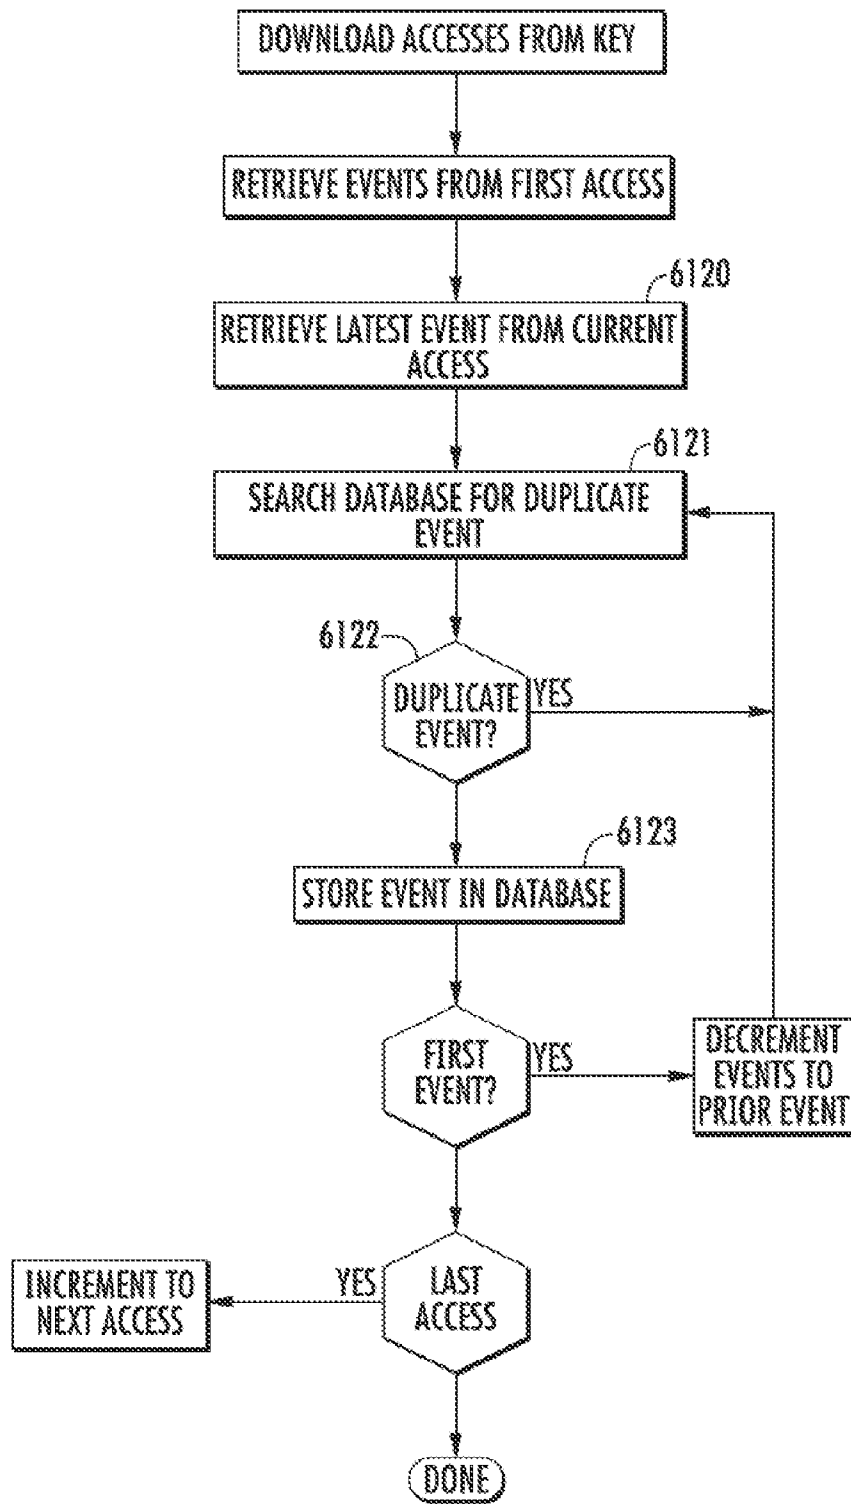 DOWNLOAD ACCESSES FROM KEY
RETRIEVE EVENTS FROM FIRST ACCESS
6120
RETRIEVE LATEST EVENT FROM CURRENT
ACCESS
6121
SEARCH DATABASE FOR DUPLICATE
EVENT
6122
DUPLICATE
EVENT?
YES
6123
STORE EVENT IN DATABASE
FIRST
EVENT?
YES
DECREMENT
EVENTS TO
PRIOR EVENT
LAST
ACCESS
YES
INCREMENT TO
NEXT ACCESS
DONE